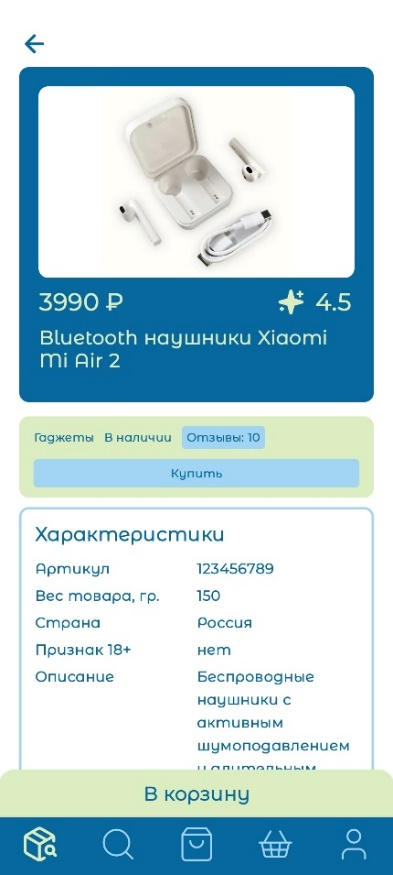 3990 ₽ 4.5
Bluetooth наушники Xiaomi
Mi Air 2
Гаджеты В наличии Отзывы: 10
Купить
Характеристики
Артикул 123456789
Вес товара, гр. 150
Страна Россия
Признак 18+ нет
Описание Беспроводные
наушники с
активным
шумоподавлением
и длительным
В корзину